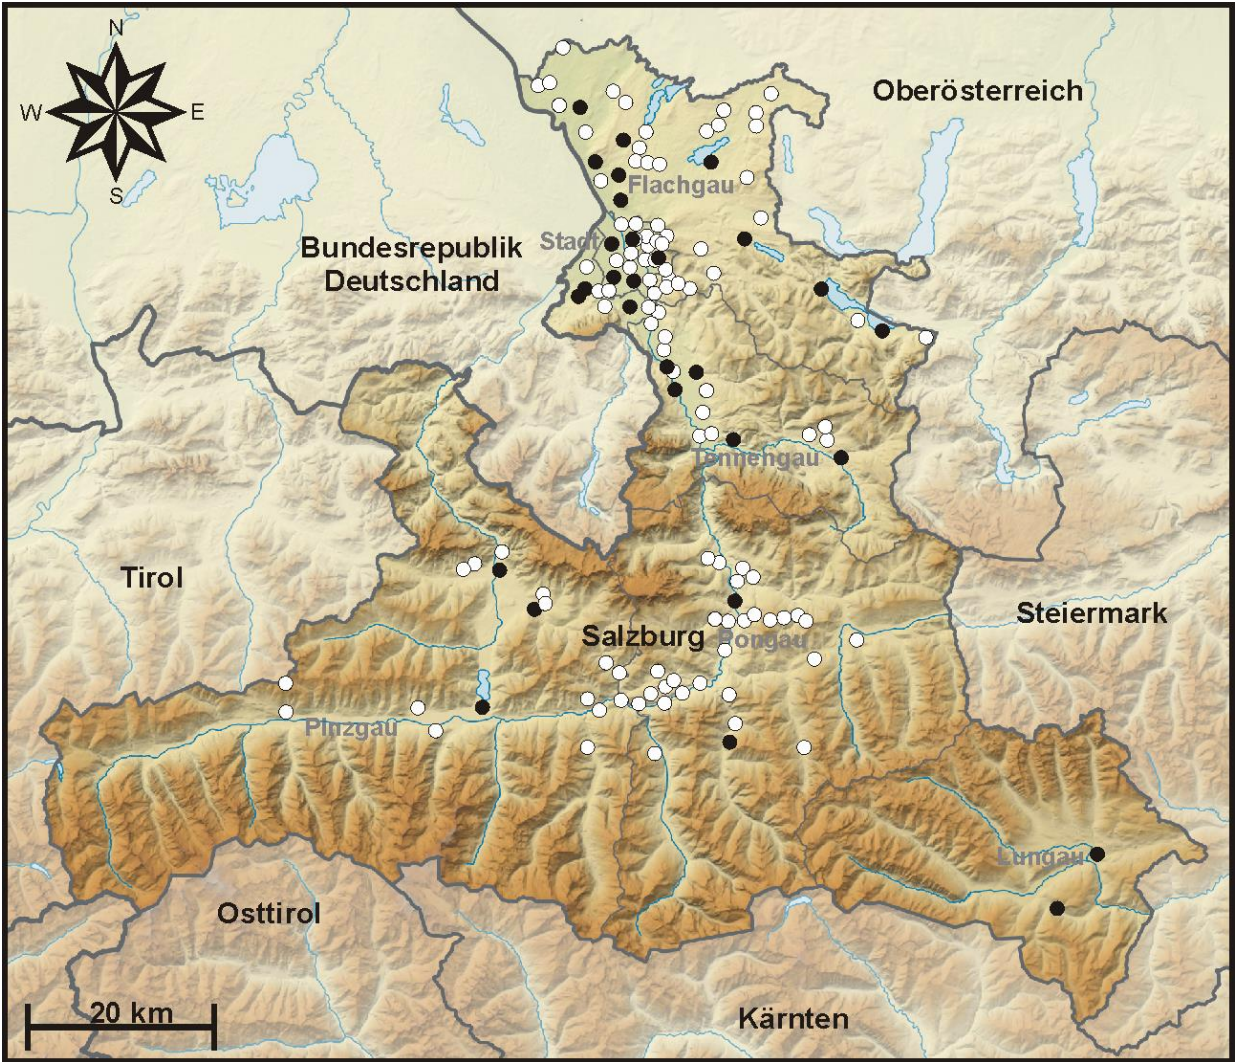 N
W
E
S
Oberösterreich
Flachgau
Stadt
Bundesrepublik
Deutschland
Tennengau
Tirol
Steiermark
Salzburg
Pongau
Pinzgau
Lungau
Osttirol
20 km
Kärnten